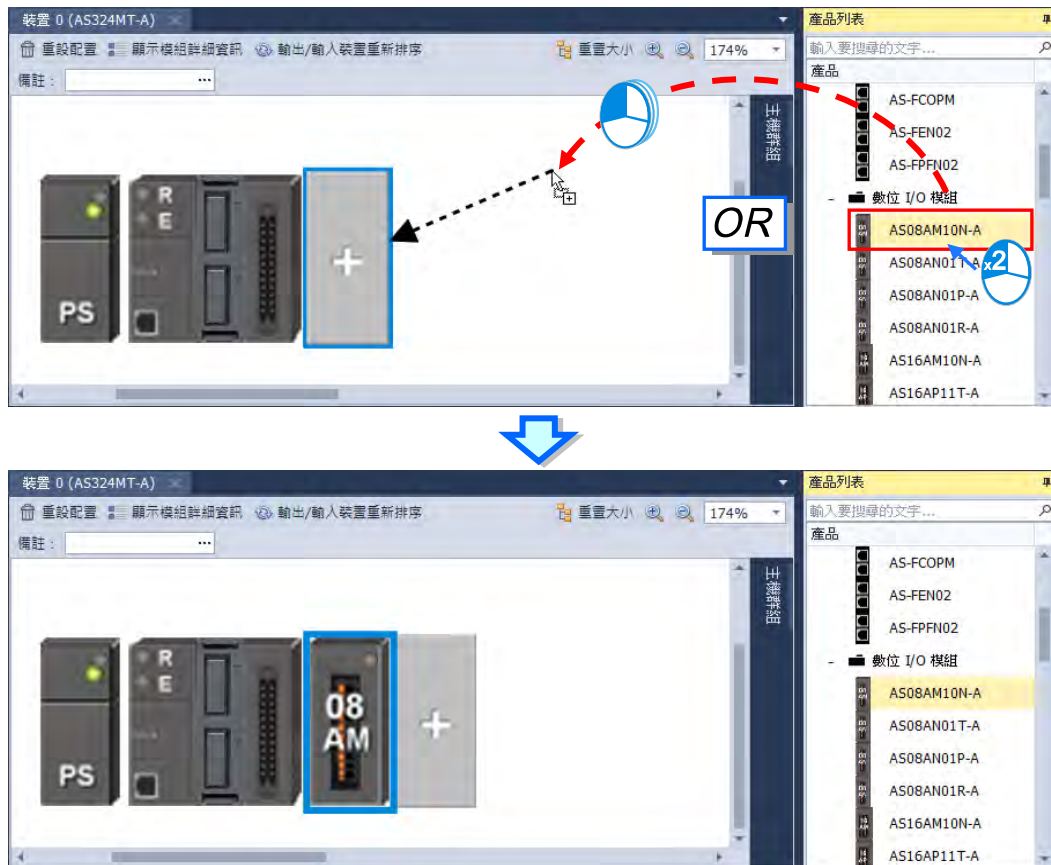 裝置 0 (AS324MT-A)
重設配置 顯示模組詳細資訊 輸出/輸入裝置重新排序 重置大小 174%
備註：
...
PS
R
E
+
主機群組
OR
產品列表
輸入要搜尋的文字...
產品
AS-FCOPM
AS-FEN02
AS-FPFN02
- 數位 I/O 模組
AS08AM10N-A
AS08AN01T-A
x2
AS08AN01P-A
AS08AN01R-A
AS16AM10N-A
AS16AP11T-A
裝置 0 (AS324MT-A)
重設配置 顯示模組詳細資訊 輸出/輸入裝置重新排序 重置大小 174%
備註：
...
PS
R
E
08
AM
+
主機群組
產品列表
輸入要搜尋的文字...
產品
AS-FCOPM
AS-FEN02
AS-FPFN02
- 數位 I/O 模組
AS08AM10N-A
AS08AN01T-A
AS08AN01P-A
AS08AN01R-A
AS16AM10N-A
AS16AP11T-A